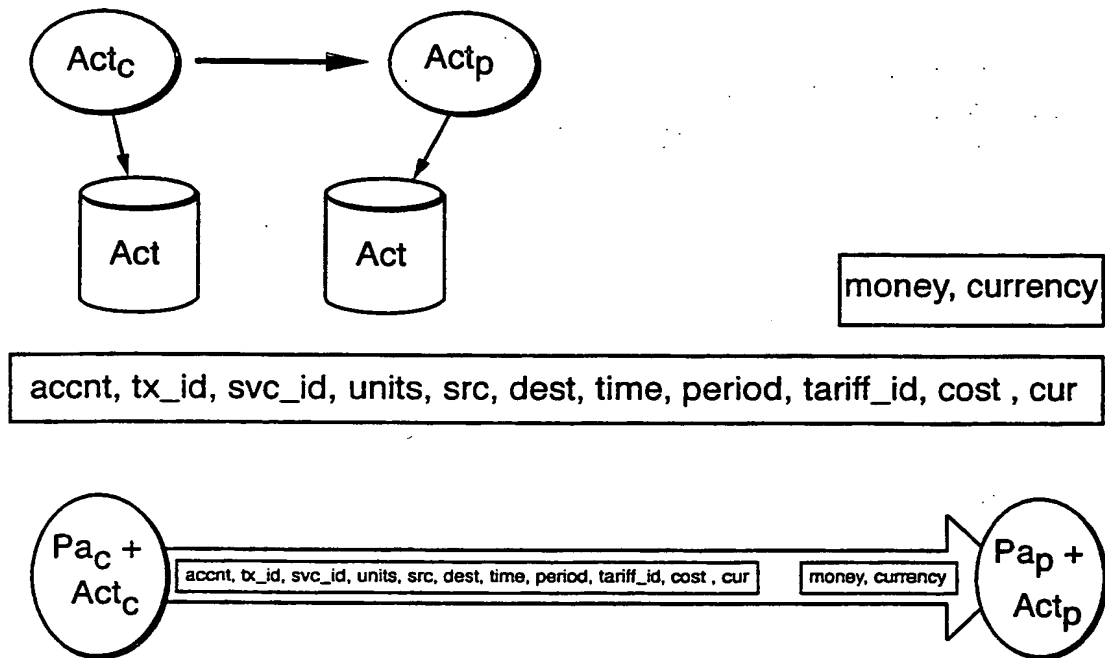 Actc
Actp
Act
Act
money, currency
accnt, tx_id, svc_id, units, src, dest, time, period, tariff_id, cost , cur
Pac +
Actc
accnt, tx_id, svc_id, units, src, dest, time, period, tariff_id, cost , cur
money, currency
Pap +
Actp